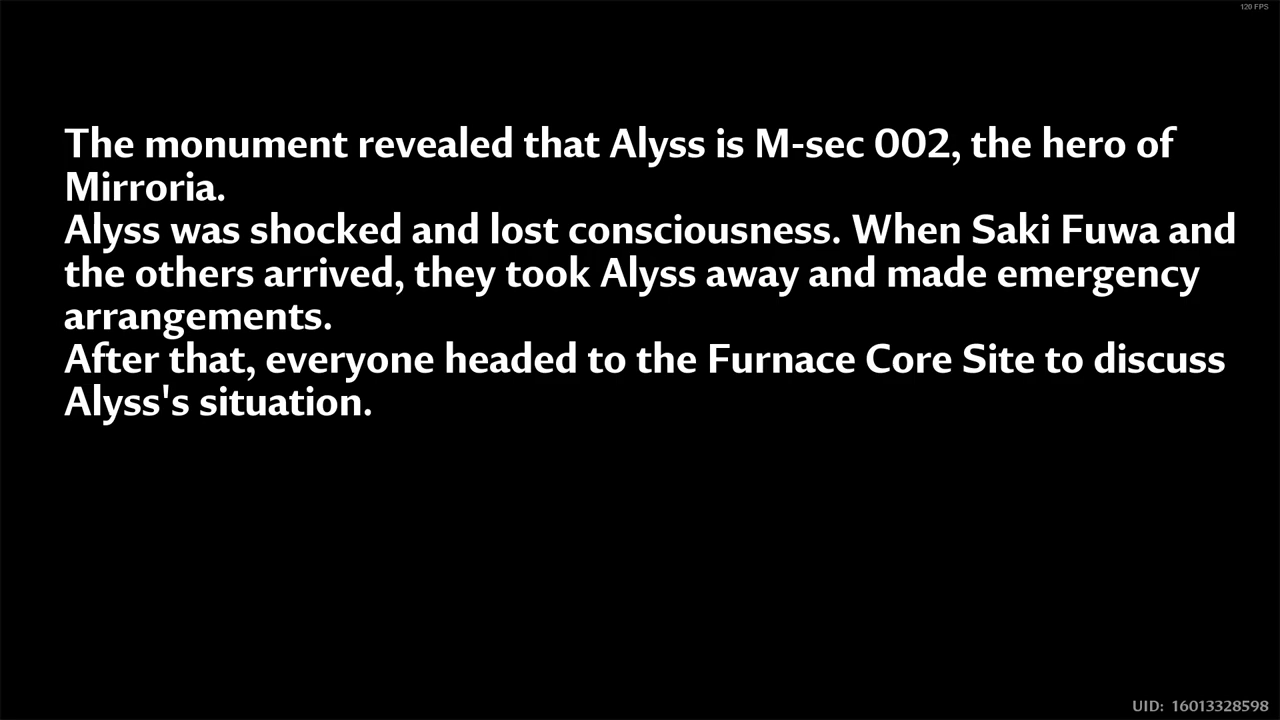 120 FPS
The monument revealed that Alyss is M-sec 002, the hero of
Mirroria.
Alyss was shocked and lost consciousness. When Saki Fuwa and
the others arrived, they took Alyss away and made emergency
arrangements.
After that, everyone headed to the Furnace Core Site to discuss
Alyss's situation.
UID: 16013328598